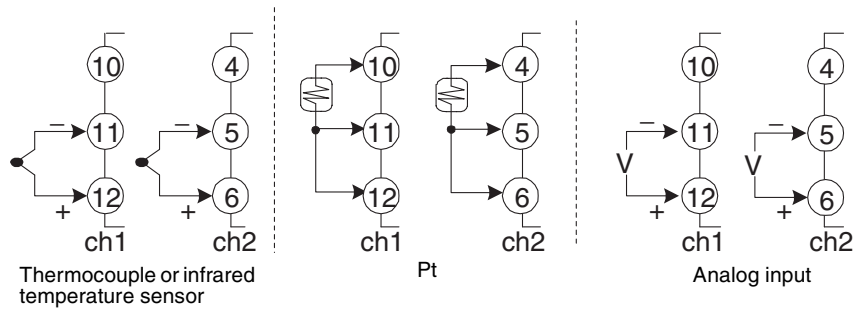 10 4 10 4 10 4
− 11 − 5 11 5 − 11 − 5
V V
12 6 12 6 12 6
+ + + +
ch1 ch2 ch1 ch2 ch1 ch2
Thermocouple or infrared
temperature sensor
Pt
Analog input